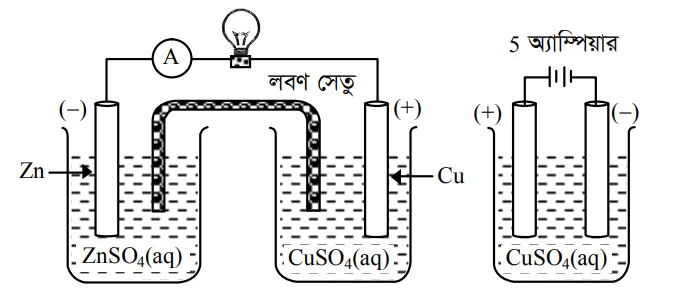 A
5 অ্যাম্পিয়ার
লবণ সেতু
(–)
(+)
(+)
(–)
Zn
Cu
ZnSO₄(aq)
CuSO₄(aq)
CuSO₄(aq)